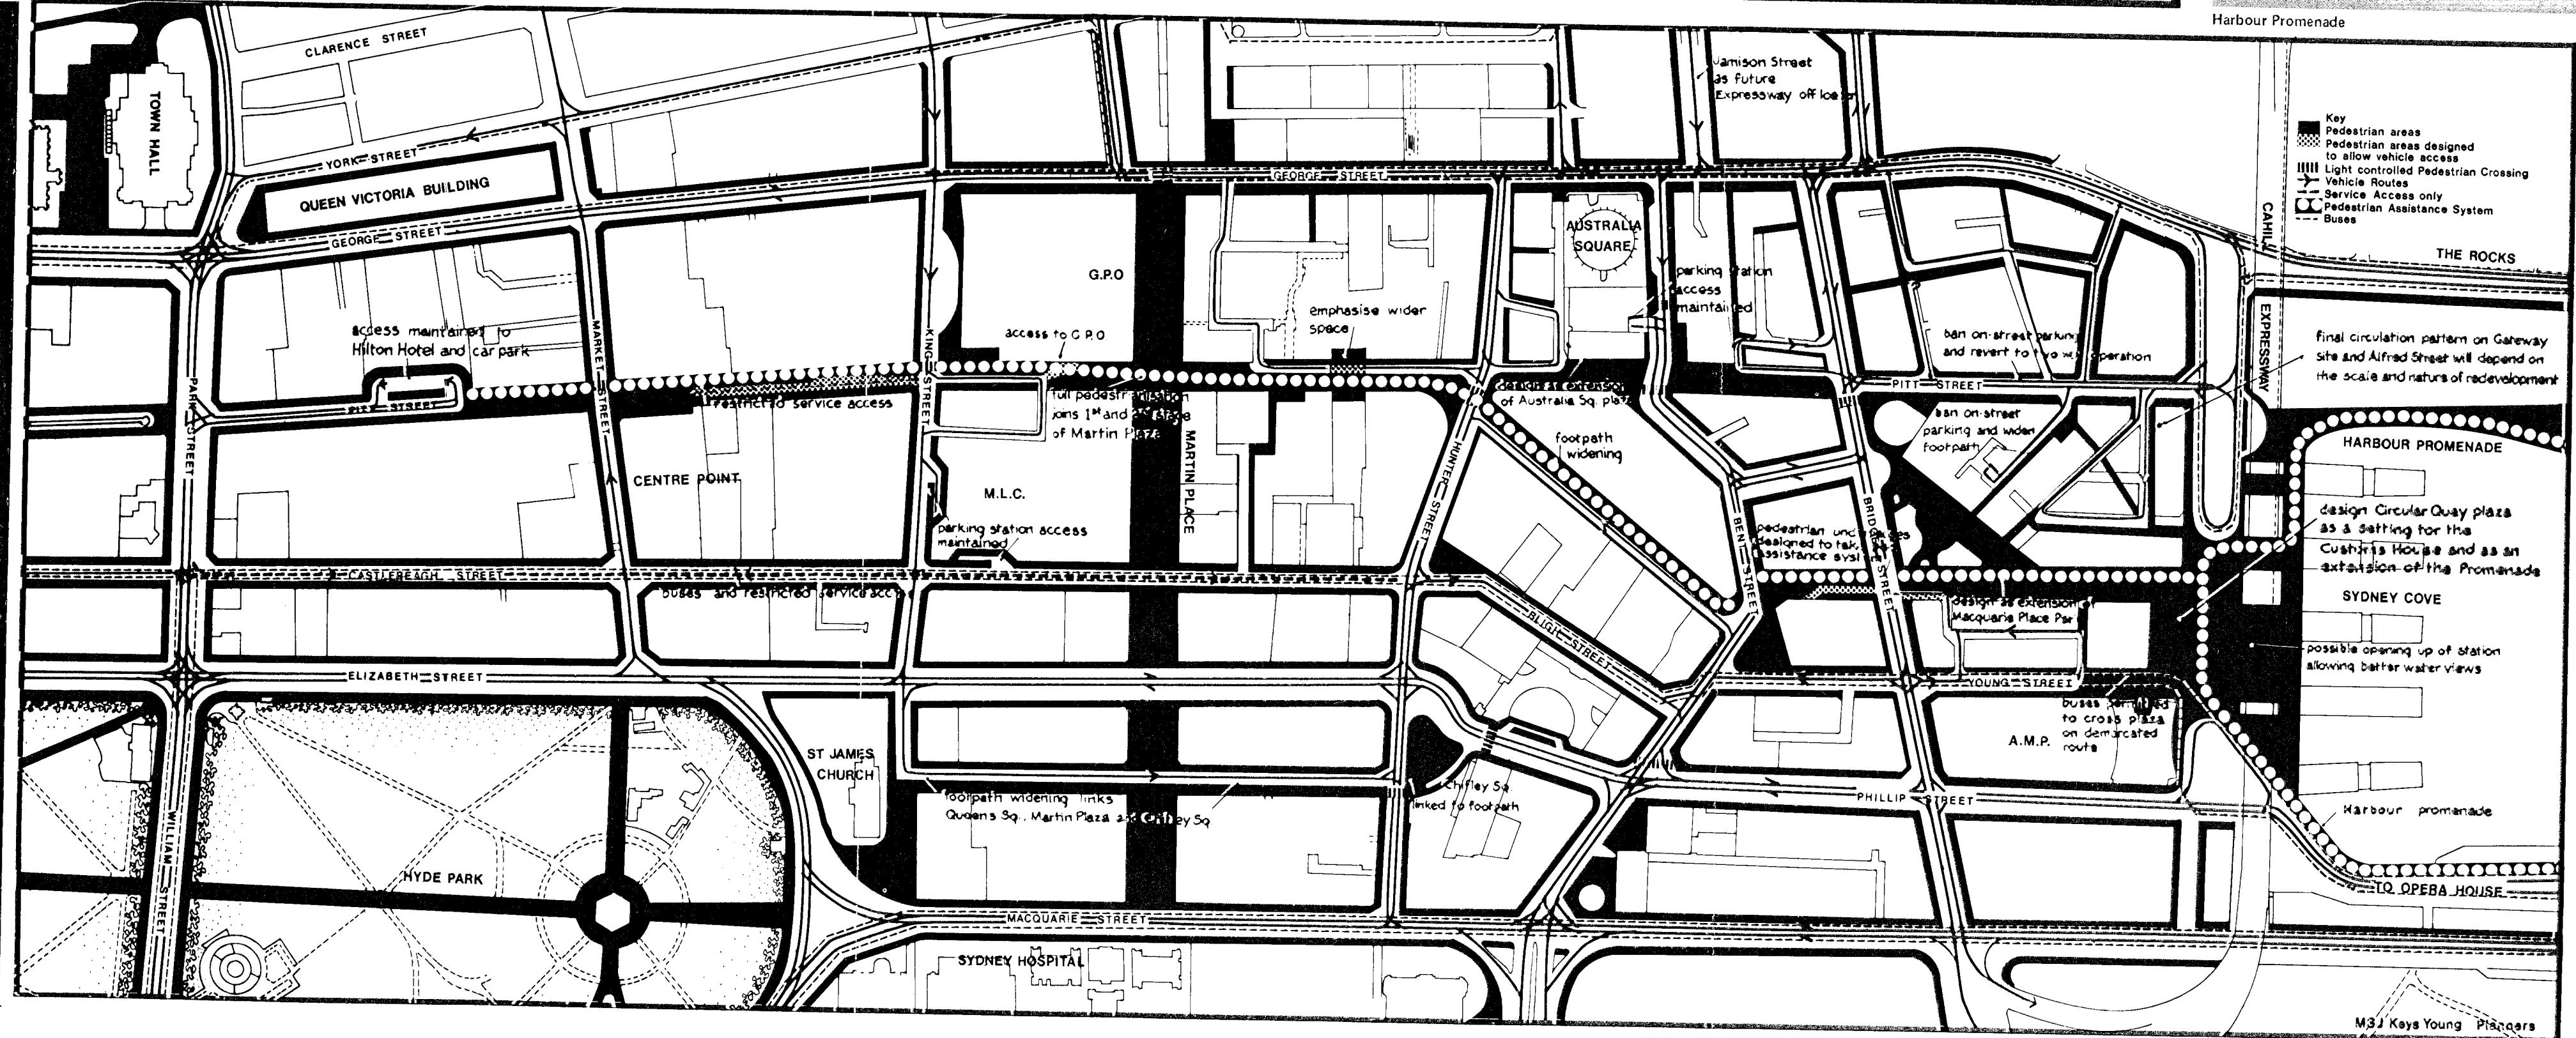 Harbour Promenade
CLARENCE STREET
TOWN HALL
YORK STREET
QUEEN VICTORIA BUILDING
GEORGE STREET
GEORGE STREET
Jamison Street
as future
Expressway off
Key
Pedestrian areas
Pedestrian areas designed
to allow vehicle access
Light controlled Pedestrian Crossing
Vehicle Routes
Service Access only
Pedestrian Assistance System
Buses
CAHILL
EXPRESSWAY
THE ROCKS
AUSTRALIA
SQUARE
G.P.O
access to G P O
emphasise wider
space
parking station
access
maintained
access maintained to
Hilton Hotel and car park
PITT STREET
PARK STREET
MARKET STREET
KING STREET
restricted service access
full pedestrianisation
joins 1st and stage
of Martin Plaza
MARTIN PLACE
design as extension
of Australia Sq. plaza
ban on-street parking
and revert to two way operation
PITT STREET
final circulation pattern on Gateway
site and Alfred Street will depend on
the scale and naturs of redevelopment
ban on-street
parking and widen
footpath
footpath
widening
HARBOUR PROMENADE
CENTRE POINT
M.L.C.
parking station access
maintained
HUNTER STREET
BENT STREET
BRIDGE STREET
pedestrian
designed to
assistance
design Circular Quay plaza
as a setting for the
Customs House and as an
extension of the Promenade
CASTLEREAGH STREET
buses and restricted service
BLIGH STREET
design as extension of
Macquarie Place
SYDNEY COVE
possible opening up of station
allowing better water views
ELIZABETH STREET
YOUNG STREET
buses permitted
to cross plaza
on demarcated
route
A.M.P.
ST JAMES
CHURCH
footpath widening links
Queens Sq., Martin Plaza and Chifley Sq
Chifley Sq.
linked to footpath
PHILLIP STREET
Harbour promenade
WILLIAM STREET
HYDE PARK
TO OPERA HOUSE
MACQUARIE STREET
SYDNEY HOSPITAL
MSJ Keys Young Planners